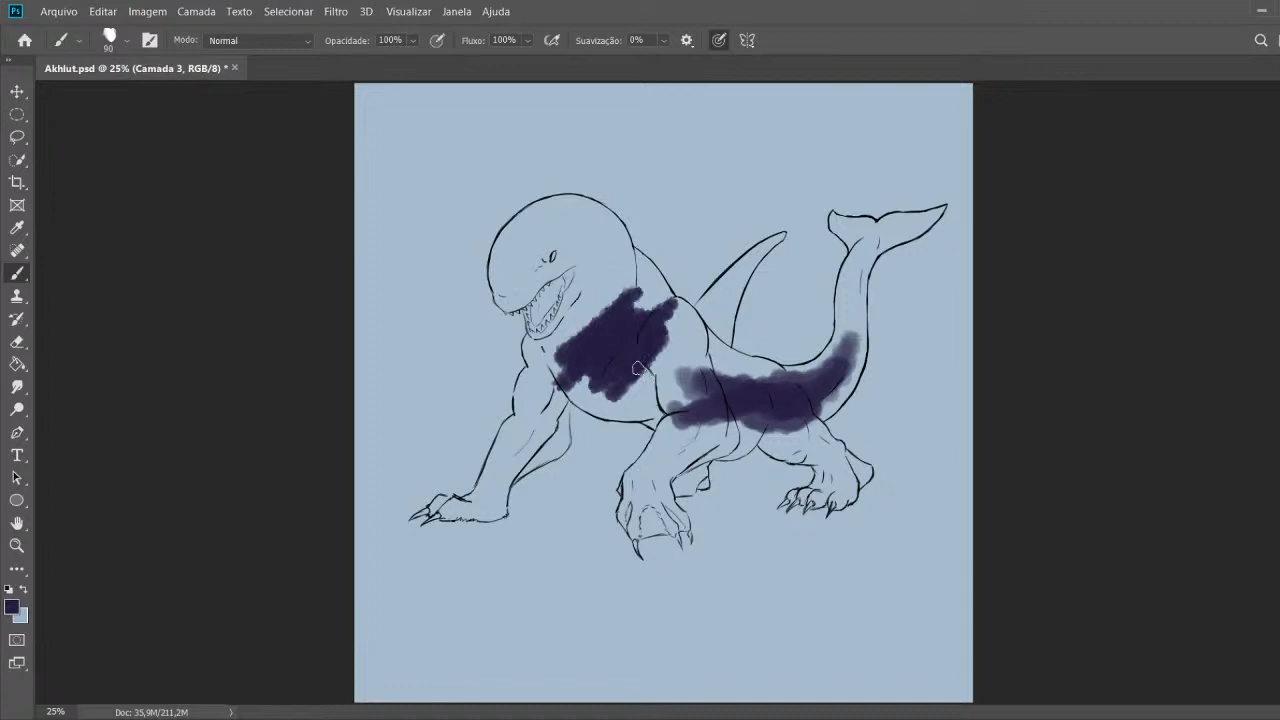 Ps Arquivo Editar Imagem Camada Texto Selecionar Filtro 3D Visualizar Janela Ajuda
90 Modo: Normal Opacidade: 100% Fluxo: 100% Suavização: 0%
Akhlut.psd @ 25% (Camada 3, RGB/8) * ×
T
25% Doc: 35,9M/211,2M